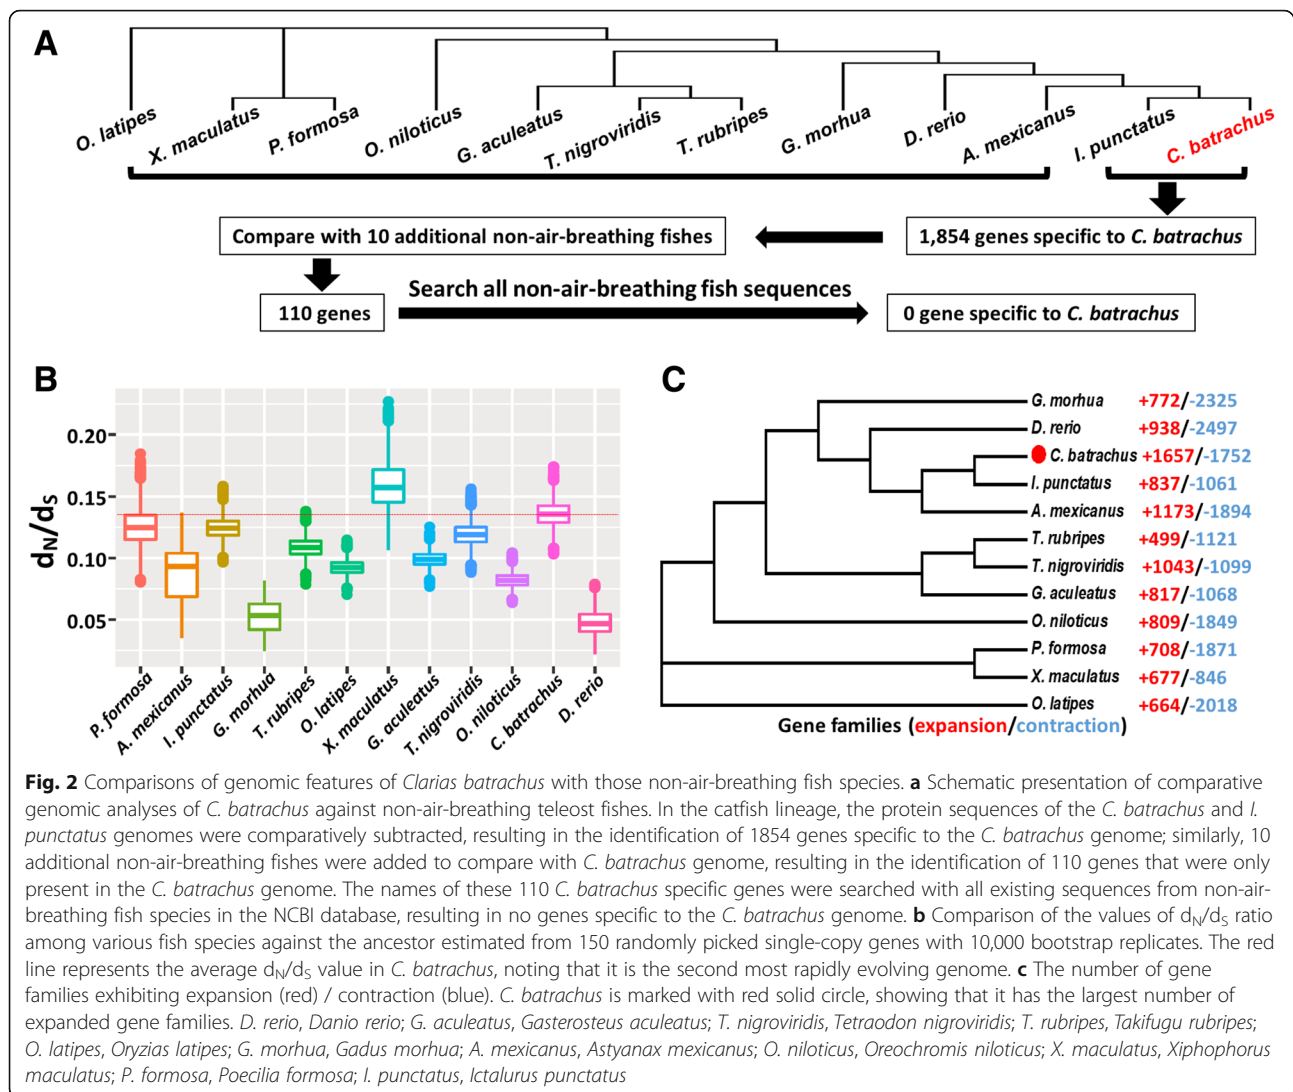 A
O. latipes
X. maculatus
P. formosa
O. niloticus
G. aculeatus
T. nigroviridis
T. rubripes
G. morhua
D. rerio
A. mexicanus
I. punctatus
C. batrachus
Compare with 10 additional non-air-breathing fishes
1,854 genes specific to C. batrachus
110 genes
Search all non-air-breathing fish sequences
0 gene specific to C. batrachus
B
dN/dS
0.20
0.15
0.10
0.05
P. formosa
A. mexicanus
I. punctatus
G. morhua
T. rubripes
O. latipes
X. maculatus
G. aculeatus
T. nigroviridis
O. niloticus
C. batrachus
D. rerio
C
G. morhua +772/-2325
D. rerio +938/-2497
C. batrachus +1657/-1752
I. punctatus +837/-1061
A. mexicanus +1173/-1894
T. rubripes +499/-1121
T. nigroviridis +1043/-1099
G. aculeatus +817/-1068
O. niloticus +809/-1849
P. formosa +708/-1871
X. maculatus +677/-846
O. latipes +664/-2018
Gene families (expansion/contraction)
Fig. 2 Comparisons of genomic features of Clarias batrachus with those non-air-breathing fish species. a Schematic presentation of comparative
genomic analyses of C. batrachus against non-air-breathing teleost fishes. In the catfish lineage, the protein sequences of the C. batrachus and I.
punctatus genomes were comparatively subtracted, resulting in the identification of 1854 genes specific to the C. batrachus genome; similarly, 10
additional non-air-breathing fishes were added to compare with C. batrachus genome, resulting in the identification of 110 genes that were only
present in the C. batrachus genome. The names of these 110 C. batrachus specific genes were searched with all existing sequences from non-air-
breathing fish species in the NCBI database, resulting in no genes specific to the C. batrachus genome. b Comparison of the values of dN/dS ratio
among various fish species against the ancestor estimated from 150 randomly picked single-copy genes with 10,000 bootstrap replicates. The red
line represents the average dN/dS value in C. batrachus, noting that it is the second most rapidly evolving genome. c The number of gene
families exhibiting expansion (red) / contraction (blue). C. batrachus is marked with red solid circle, showing that it has the largest number of
expanded gene families. D. rerio, Danio rerio; G. aculeatus, Gasterosteus aculeatus; T. nigroviridis, Tetraodon nigroviridis; T. rubripes, Takifugu rubripes;
O. latipes, Oryzias latipes; G. morhua, Gadus morhua; A. mexicanus, Astyanax mexicanus; O. niloticus, Oreochromis niloticus; X. maculatus, Xiphophorus
maculatus; P. formosa, Poecilia formosa; I. punctatus, Ictalurus punctatus